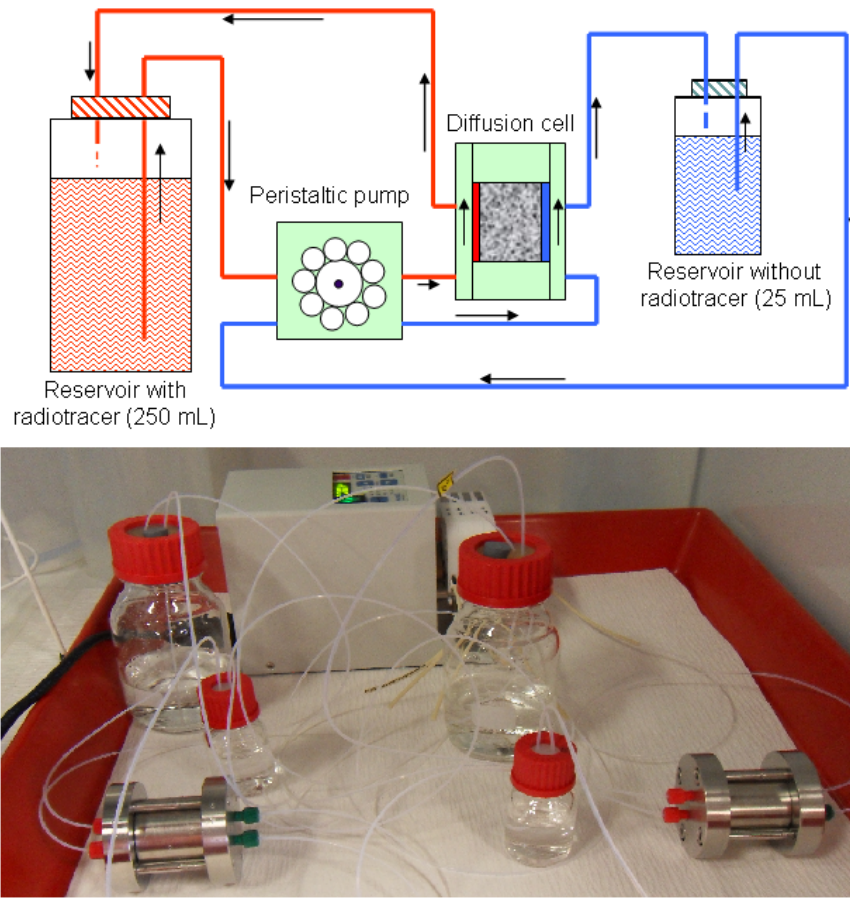 Diffusion cell
Peristaltic pump
Reservoir without
radiotracer (25 mL)
Reservoir with
radiotracer (250 mL)